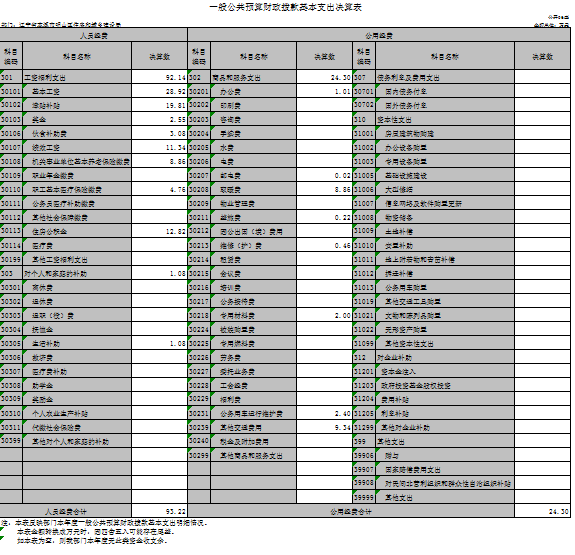 一般公共预算财政拨款基本支出决算表
公开06表
金额单位：万元
人员经费 公用经费
科目编码 科目名称 决算数 科目编码 科目名称 决算数 科目编码 科目名称 决算数
301 工资福利支出 92.14 302 商品和服务支出 24.30 307 债务利息及费用支出
30101 基本工资 28.92 30201 办公费 1.01 30701 国内债务付息
30102 津贴补贴 19.81 30202 印刷费 30702 国外债务付息
30103 奖金 2.55 30203 咨询费 310 资本性支出
30106 伙食补助费 3.08 30204 手续费 31001 房屋建筑物购建
30107 绩效工资 11.34 30205 水费 31002 办公设备购置
30108 机关事业单位基本养老保险缴费 8.86 30206 电费 31003 专用设备购置
30109 职业年金缴费 30207 邮电费 0.02 31005 基础设施建设
30110 职工基本医疗保险缴费 4.76 30208 取暖费 8.86 31006 大型修缮
30111 公务员医疗补助缴费 30209 物业管理费 31007 信息网络及软件购置更新
30112 其他社会保障缴费 30211 差旅费 0.22 31008 物资储备
30113 住房公积金 12.82 30212 因公出国（境）费用 31009 土地补偿
30114 医疗费 30213 维修（护）费 0.46 31010 安置补助
30199 其他工资福利支出 30214 租赁费 31011 地上附着物和青苗补偿
303 对个人和家庭的补助 1.08 30215 会议费 31012 拆迁补偿
30301 离休费 30216 培训费 31013 公务用车购置
30302 退休费 30217 公务接待费 31019 其他交通工具购置
30303 退职（役）费 30218 专用材料费 2.00 31021 文物和陈列品购置
30304 抚恤金 30224 被装购置费 31022 无形资产购置
30305 生活补助 1.08 30225 专用燃料费 31099 其他资本性支出
30306 救济费 30226 劳务费 312 对企业补助
30307 医疗费补助 30227 委托业务费 31201 资本金注入
30308 助学金 30228 工会经费 31203 政府投资基金股权投资
30309 奖励金 30229 福利费 31204 费用补贴
30310 个人农业生产补贴 30231 公务用车运行维护费 2.40 31205 利息补贴
30311 代缴社会保险费 30239 其他交通费用 9.34 31299 其他对企业补助
30399 其他对个人和家庭的补助 30240 税金及附加费用 399 其他支出
30299 其他商品和服务支出 39906 赠与
39907 国家赔偿费用支出
39908 对民间非营利组织和群众性自治组织补贴
39999 其他支出
人员经费合计 93.22 公用经费合计 24.30
注：本表反映部门本年度一般公共预算财政拨款基本支出明细情况。
本表金额转换成万元时，因四舍五入可能存在尾差。
如本表为空，则我部门本年度无此类资金收支余。